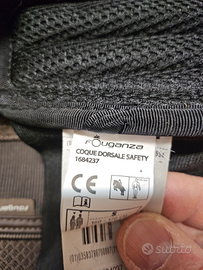 Fouganza
COQUE DORSALE SAFETY
1684237
CE
subito